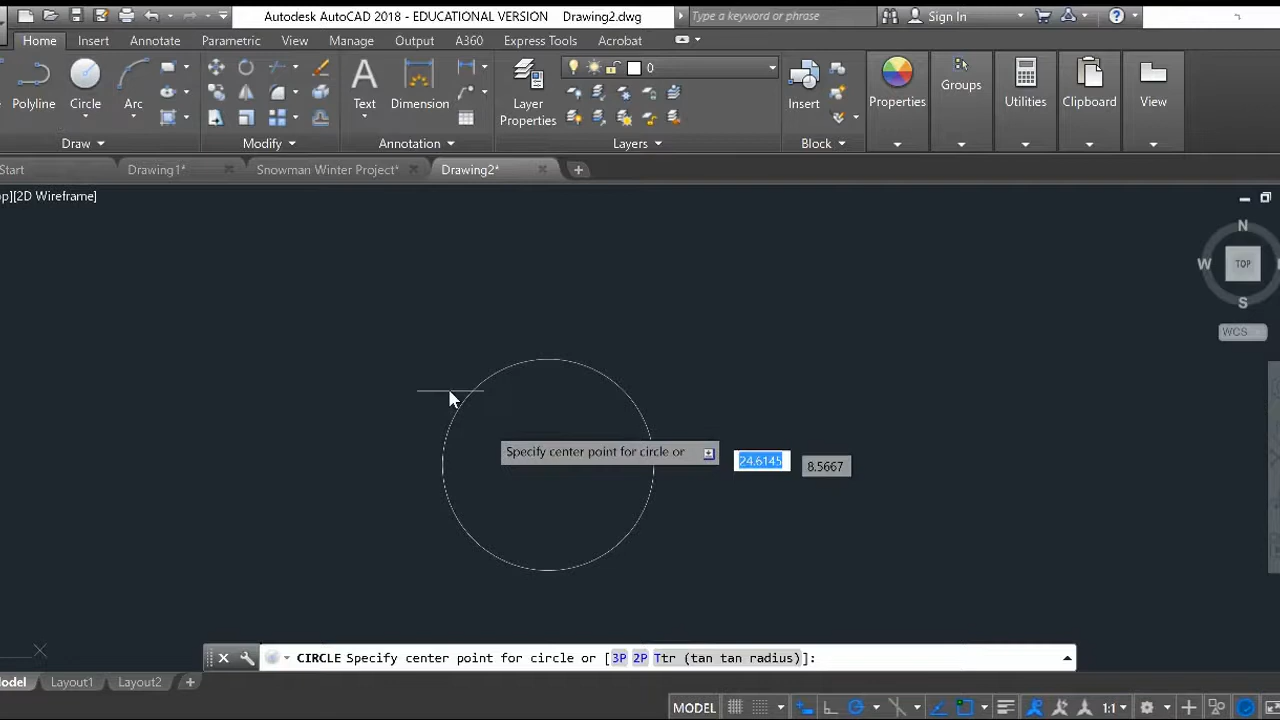 Autodesk AutoCAD 2018 - EDUCATIONAL VERSION Drawing2.dwg
Type a keyword or phrase
Sign In
Home Insert Annotate Parametric View Manage Output A360 Express Tools Acrobat
0
Polyline Circle Arc
Text Dimension
Layer Properties
Insert
Properties Groups Utilities Clipboard View
Draw Modify Annotation Layers Block
Start Drawing1* Snowman Winter Project* Drawing2*
op][2D Wireframe]
N
W TOP
S
WCS
Specify center point for circle or 24.6145 8.5667
CIRCLE Specify center point for circle or [3P 2P Ttr (tan tan radius)]:
odel Layout1 Layout2
MODEL 1:1